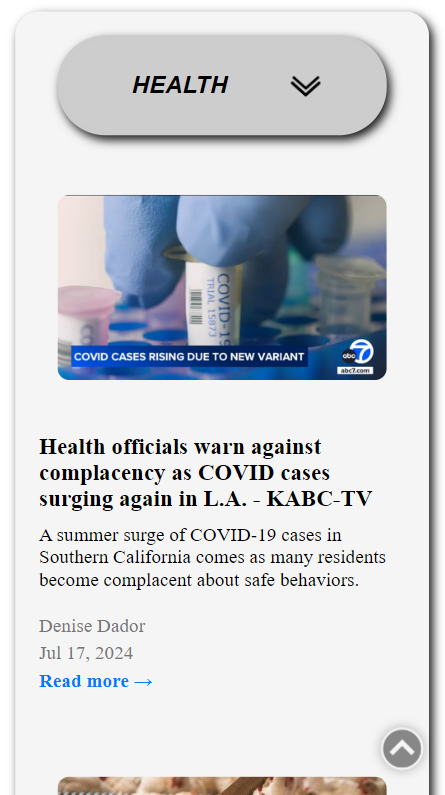 HEALTH
COVID-19
TRIAL 15973
COVID CASES RISING DUE TO NEW VARIANT
abc 7
abc7.com
Health officials warn against
complacency as COVID cases
surging again in L.A. - KABC-TV
A summer surge of COVID-19 cases in
Southern California comes as many residents
become complacent about safe behaviors.
Denise Dador
Jul 17, 2024
Read more →